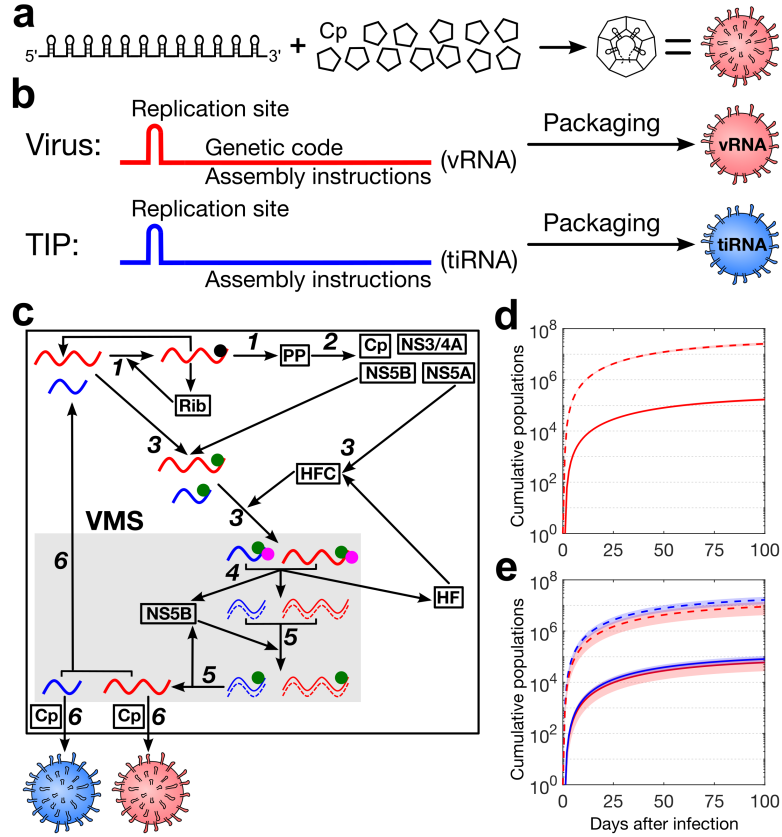 a
5' 3' + Cp =
b
Replication site
Virus: Genetic code (vRNA) Packaging vRNA
Assembly instructions
Replication site
TIP: (tiRNA) Packaging tiRNA
Assembly instructions
c
1 1 PP 2 Cp NS3/4A
NS5B NS5A
Rib
3 3
HFC
3
VMS
6 4
NS5B HF
5
5
Cp 6 Cp 6
d
Cumulative populations
10^8
10^6
10^4
10^2
10^0
0 25 50 75 100
e
Cumulative populations
10^8
10^6
10^4
10^2
10^0
0 25 50 75 100
Days after infection